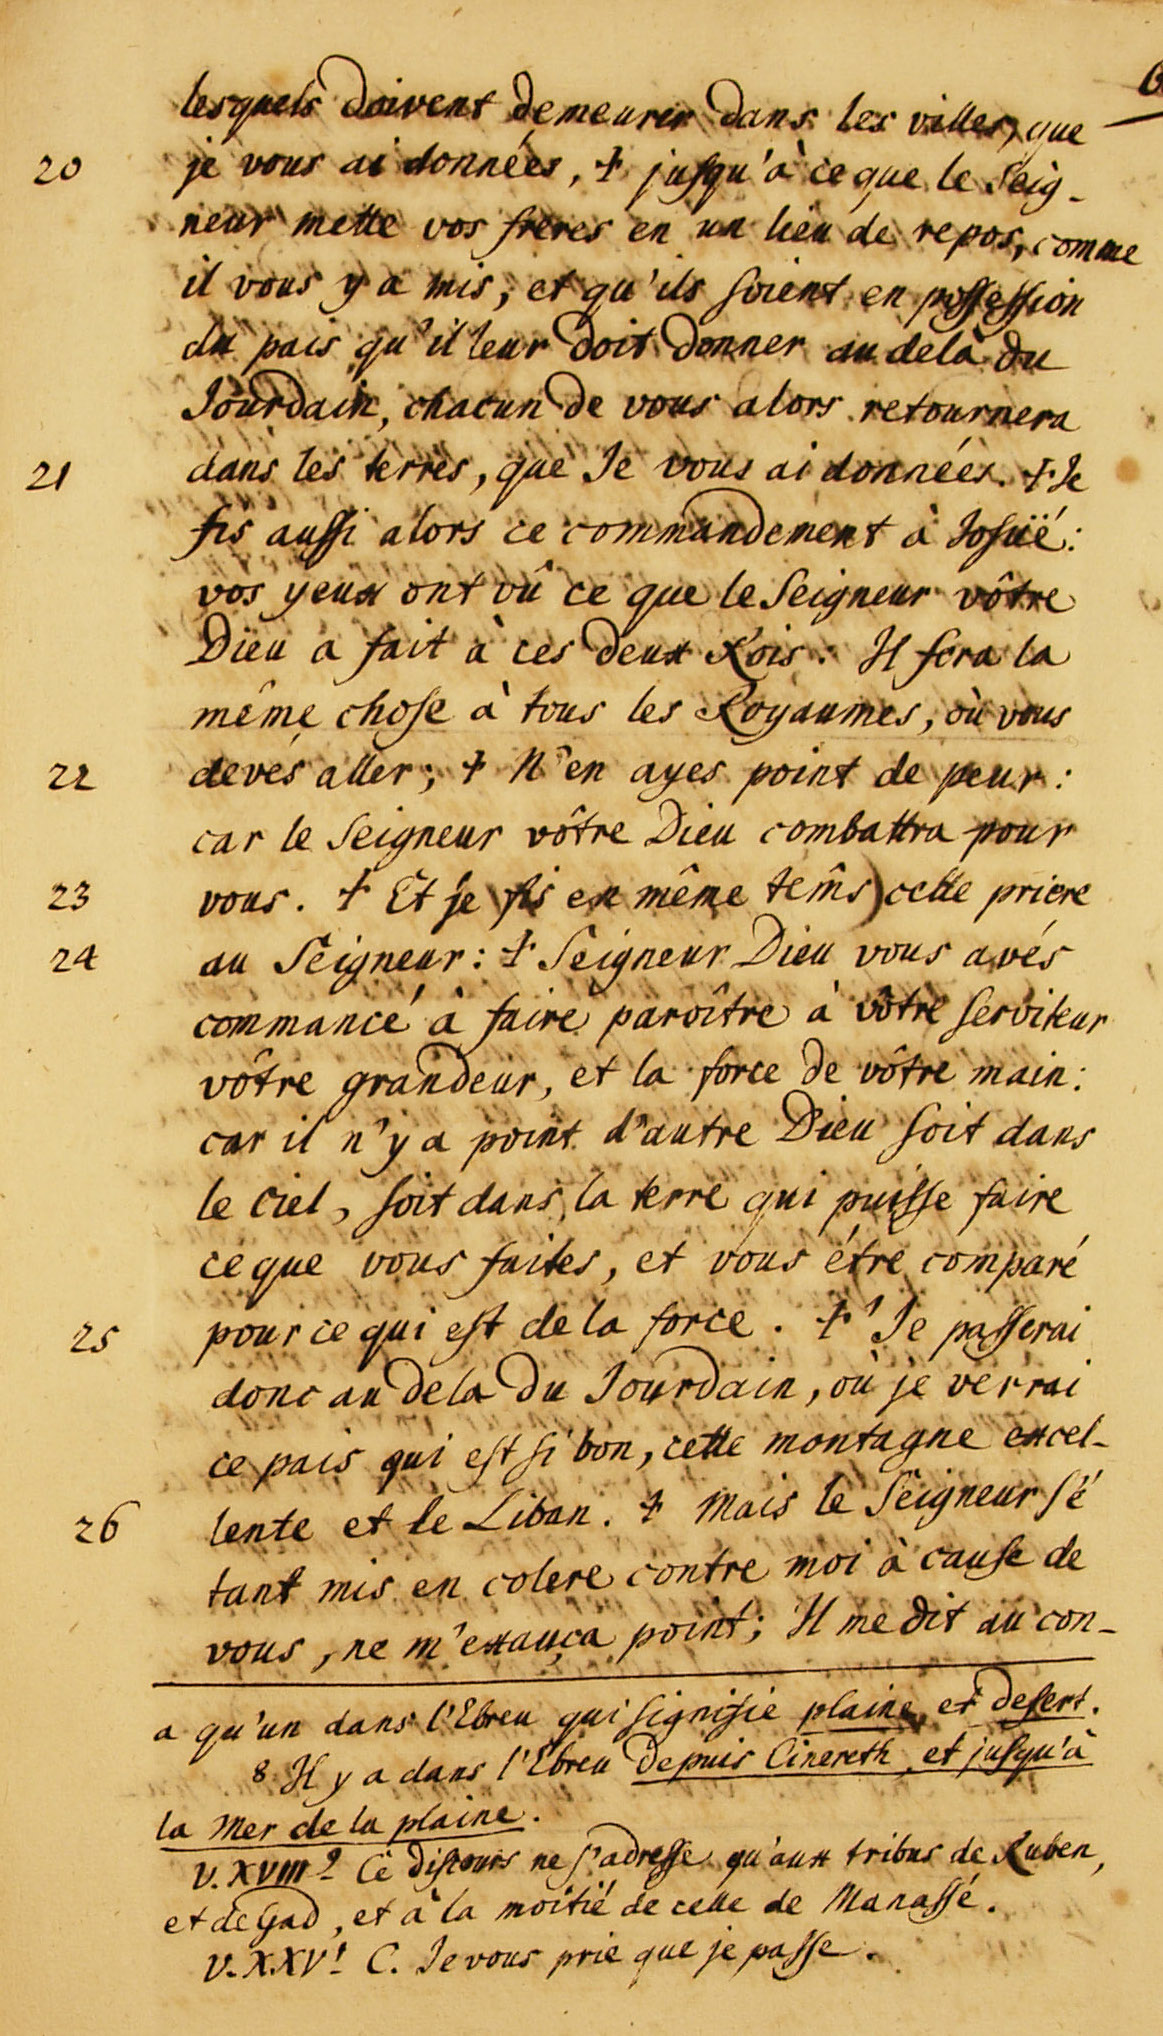 lesquels doivent demeurer dans les villes, que
20 je vous ai données, + jusqu'à ce que le Seig-
neur mette vos freres en un lieu de repos, comme
il vous y a mis, et qu'ils soient en possession
du pais qu'il leur doit donner au delà du
Jourdain, chacun de vous alors retournera
21 dans les terres, que Je vous ai données. + Je
fis aussi alors ce commandement à Josüé:
vos yeux ont vû ce que le Seigneur vôtre
Dieu a fait à ces deux Rois: Il fera la
même chose à tous les Royaumes, où vous
22 devés aller; + N'en ayes point de peur:
car le Seigneur vôtre Dieu combattra pour
23 vous. + Et je fis en même tems) cette priere
24 au Seigneur: + Seigneur Dieu vous avés
commancé à faire paroître à vôtre serviteur
vôtre grandeur, et la force de vôtre main:
car il n'y a point d'autre Dieu soit dans
le Ciel, soit dans la terre qui puisse faire
ce que vous faites, et vous étre comparé
25 pour ce qui est de la force. + ' Je passerai
donc au dela du Jourdain, où je verrai
ce pais qui est si bon, cette montagne excel-
26 lente et le Liban. + Mais le Seigneur s'é
tant mis en colere contre moi à cause de
vous, ne m'exauça point; Il me dit au con-
a qu'un dans l'Ebreu qui signifie plaine, et desert.
8 Il y a dans l'Ebreu depuis Cinereth, et jusqu'à
la Mer de la plaine.
V. XVIII 9 Ce discours ne s'adresse qu'aux tribus de Ruben,
et de Gad, et à la moitié de celle de Manassé.
V. XXV 1 C. Je vous prie que je passe.